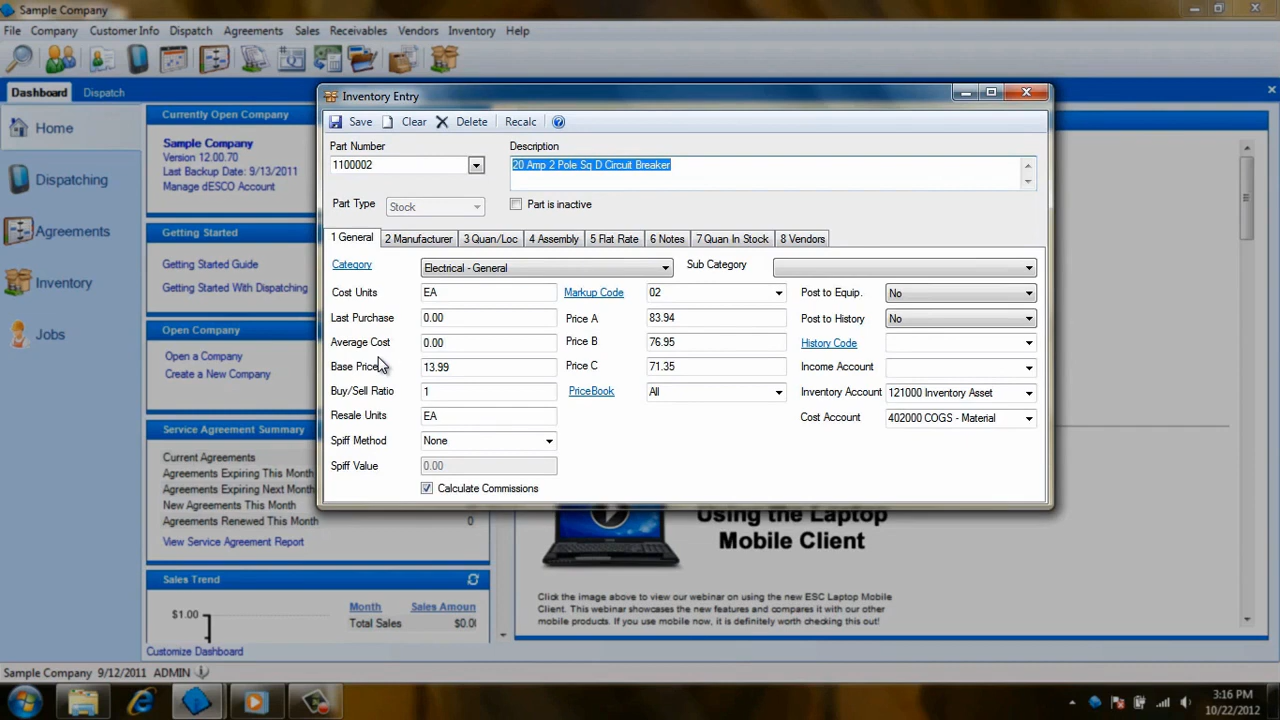 Sample Company
File Company Customer Info Dispatch Agreements Sales Receivables Vendors Inventory Help
Dashboard Dispatch
Home
Dispatching
Agreements
Inventory
Jobs
Currently Open Company
Sample Company
Version 12.00.70
Last Backup Date: 9/13/2011
Manage dESCO Account
Getting Started
Getting Started Guide
Getting Started With Dispatching
Open Company
Open a Company
Create a New Company
Service Agreement Summary
Current Agreements
Agreements Expiring This Month
Agreements Expiring Next Month
New Agreements This Month
Agreements Renewed This Month 0
View Service Agreement Report
Sales Trend
$1.00
Month Sales Amoun
Total Sales $0.0
Customize Dashboard
Inventory Entry
Save Clear Delete Recalc
Part Number Description
1100002 20 Amp 2 Pole Sq D Circuit Breaker
Part Type Stock Part is inactive
1 General 2 Manufacturer 3 Quan/Loc 4 Assembly 5 Flat Rate 6 Notes 7 Quan In Stock 8 Vendors
Category Electrical - General Sub Category
Cost Units EA Markup Code 02 Post to Equip. No
Last Purchase 0.00 Price A 83.94 Post to History No
Average Cost 0.00 Price B 76.95 History Code
Base Price 13.99 Price C 71.35 Income Account
Buy/Sell Ratio 1 PriceBook All Inventory Account 121000 Inventory Asset
Resale Units EA Cost Account 402000 COGS - Material
Spiff Method None
Spiff Value 0.00
Calculate Commissions
Using the Laptop
Mobile Client
Click the image above to view our webinar on using the new ESC Laptop Mobile
Client. This webinar showcases the new features and compares it with our other
mobile products. If you use mobile now, it is definitely worth checking this out!
Sample Company 9/12/2011 ADMIN
3:16 PM
10/22/2012